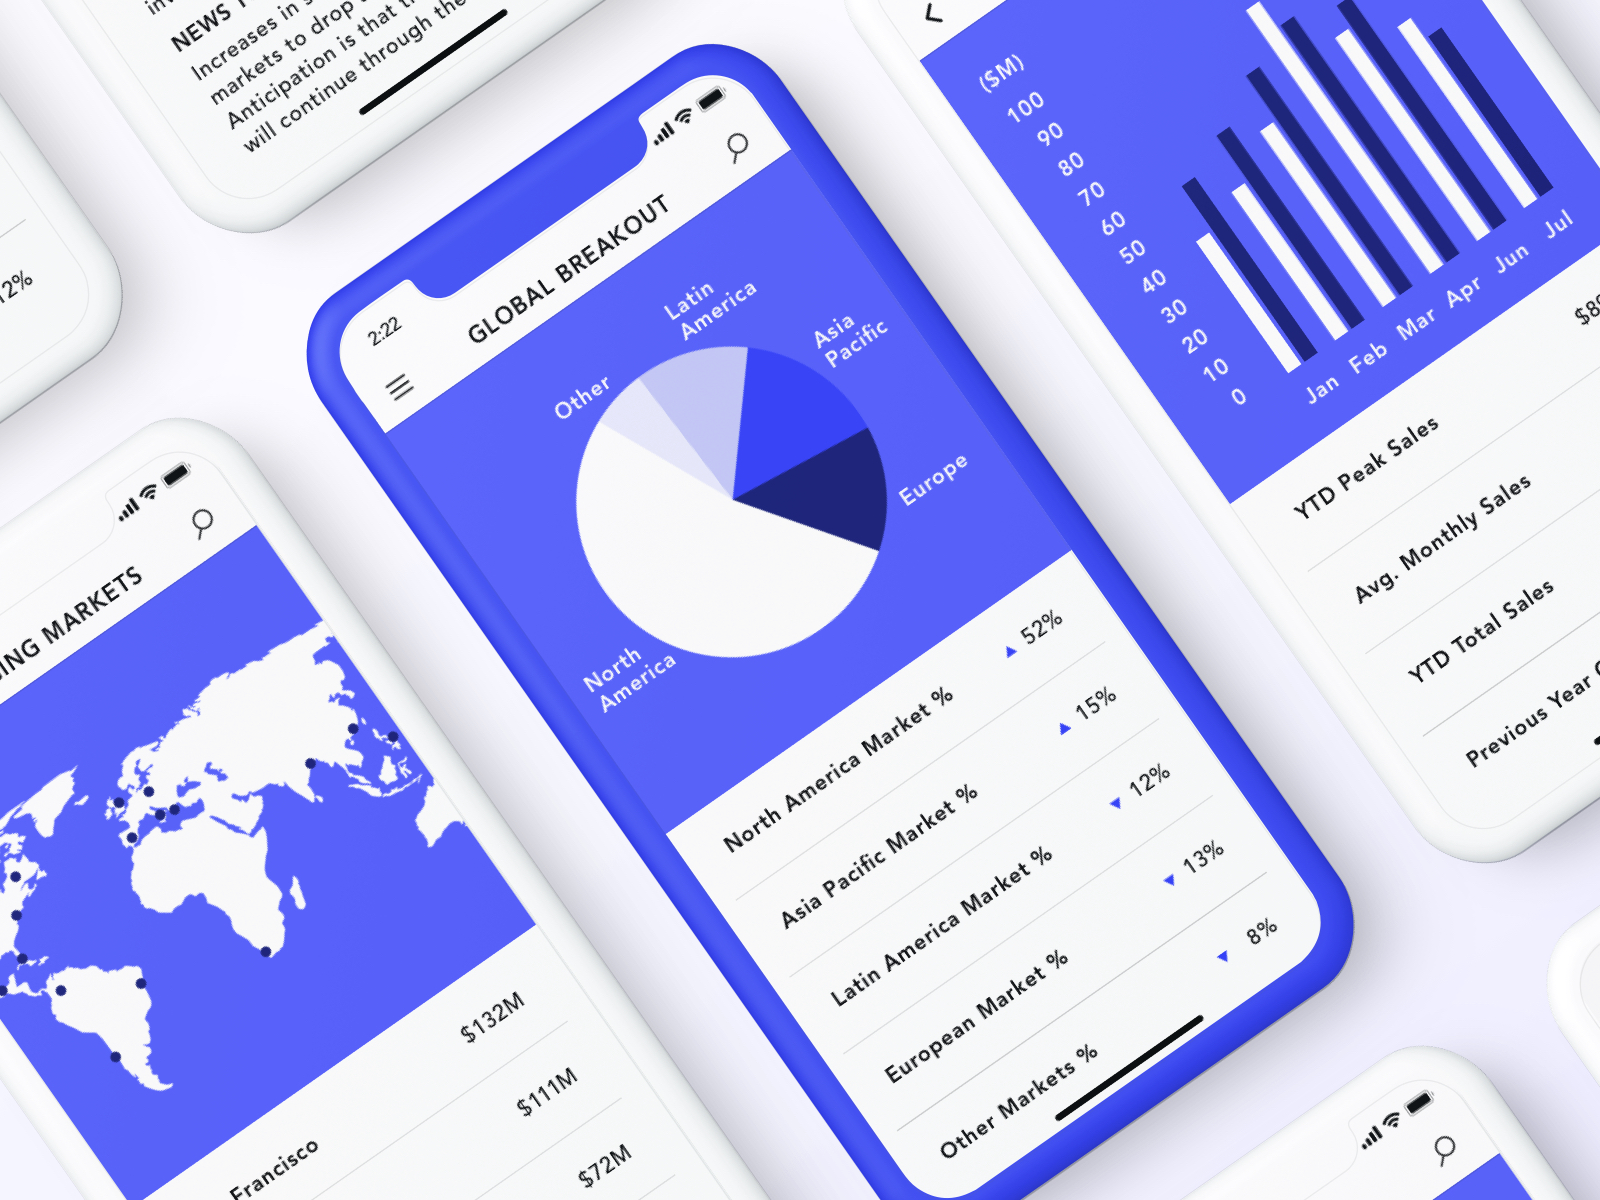 NEWS
Increases in
markets to drop
Anticipation is that
will continue through the
12%
2:22
GLOBAL BREAKOUT
Latin
America
Asia
Pacific
Other
Europe
North
America
North America Market % 52%
Asia Pacific Market % 15%
Latin America Market % 12%
European Market % 13%
Other Markets % 8%
($M)
100
90
80
70
60
50
40
30
20
10
0
Jan Feb Mar Apr Jun Jul
YTD Peak Sales
Avg. Monthly Sales
YTD Total Sales
Previous Year
MARKETS
$132M
Francisco $111M
$72M